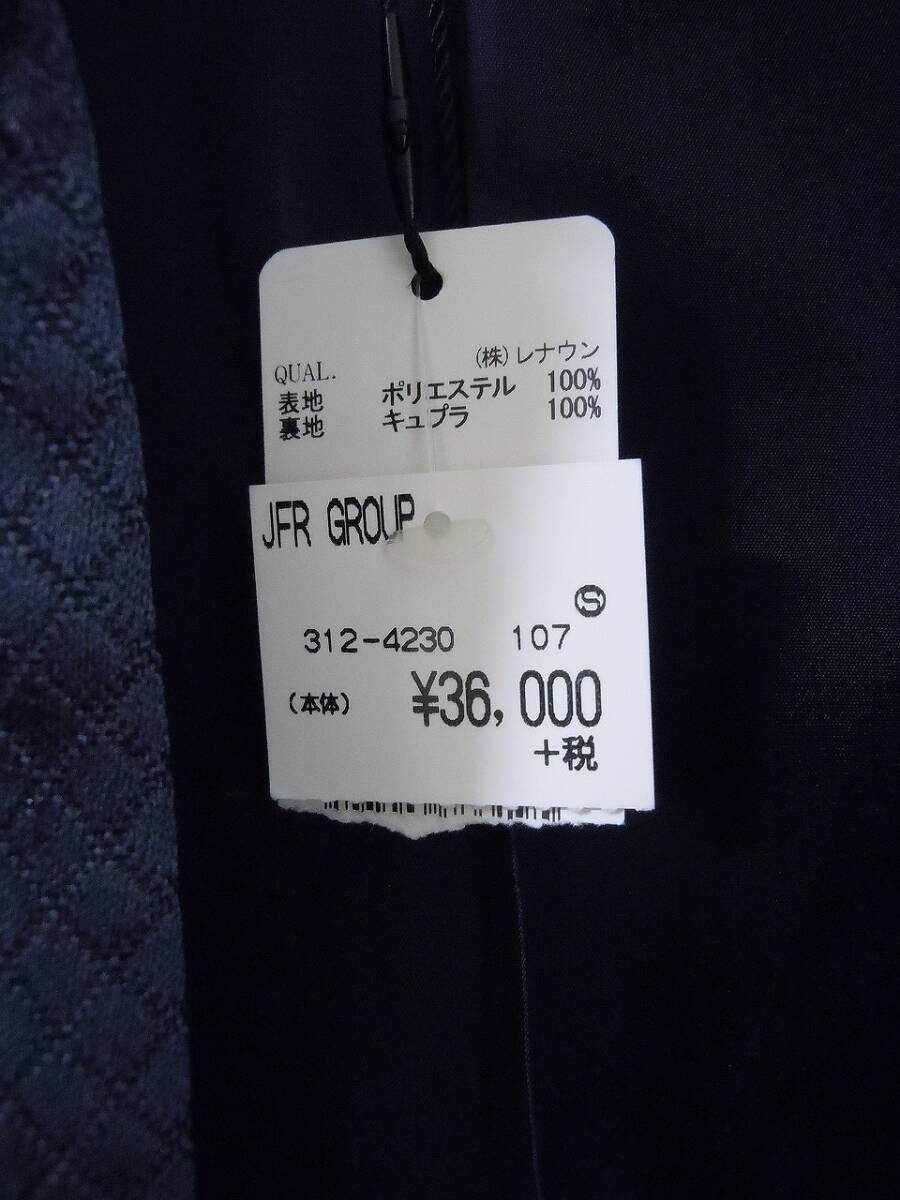 (株)レナウン
QUAL.
表地 ポリエステル 100%
裏地 キュプラ 100%
JFR GROUP
Ⓢ
312-4230 107
(本体) ¥36,000
+税